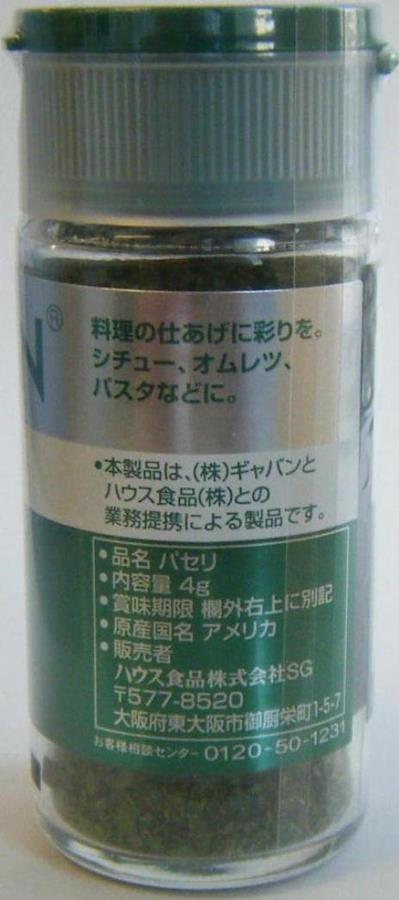 N®
料理の仕あげに彩りを。
シチュー、オムレツ、
パスタなどに。
•本製品は、(株)ギャバンと
ハウス食品(株)との
業務提携による製品です。
•品名 パセリ
•内容量 4g
•賞味期限 欄外右上に別記
•原産国名 アメリカ
•販売者
ハウス食品株式会社SG
〒577-8520
大阪府東大阪市御厨栄町1-5-7
お客様相談センター 0120-50-1231